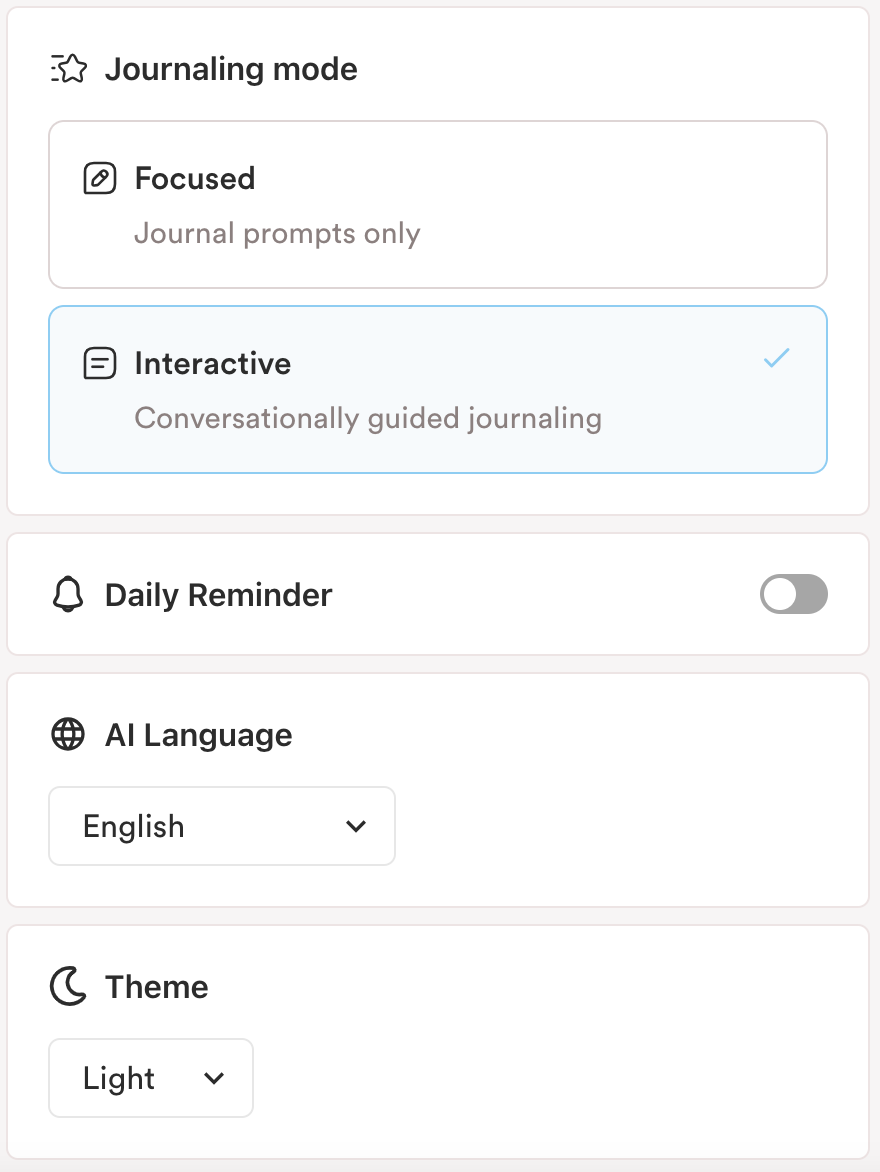 Journaling mode
Focused
Journal prompts only
Interactive
Conversationally guided journaling
Daily Reminder
AI Language
English
Theme
Light